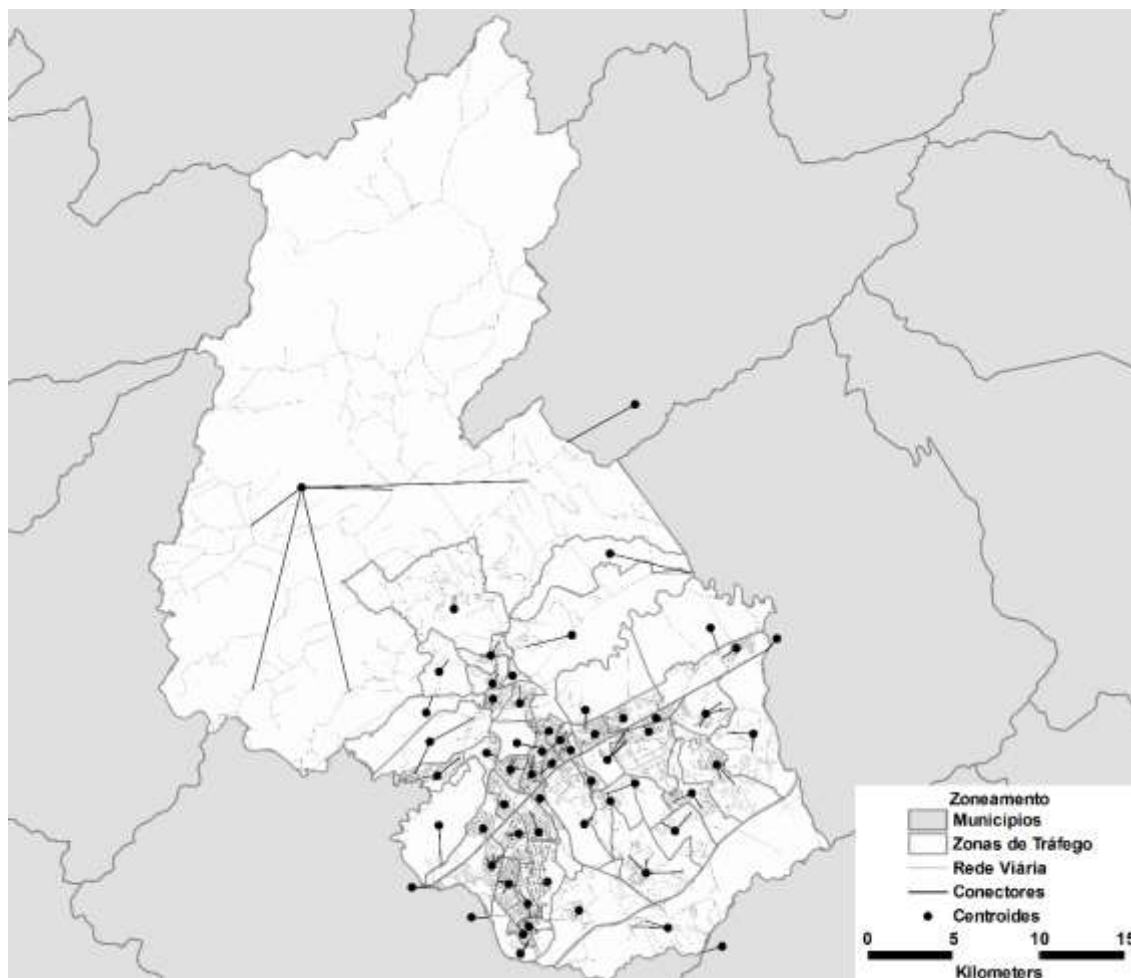 Zoneamento
Municípios
Zonas de Tráfego
Rede Viária
Conectores
Centroides
0 5 10 15
Kilometers